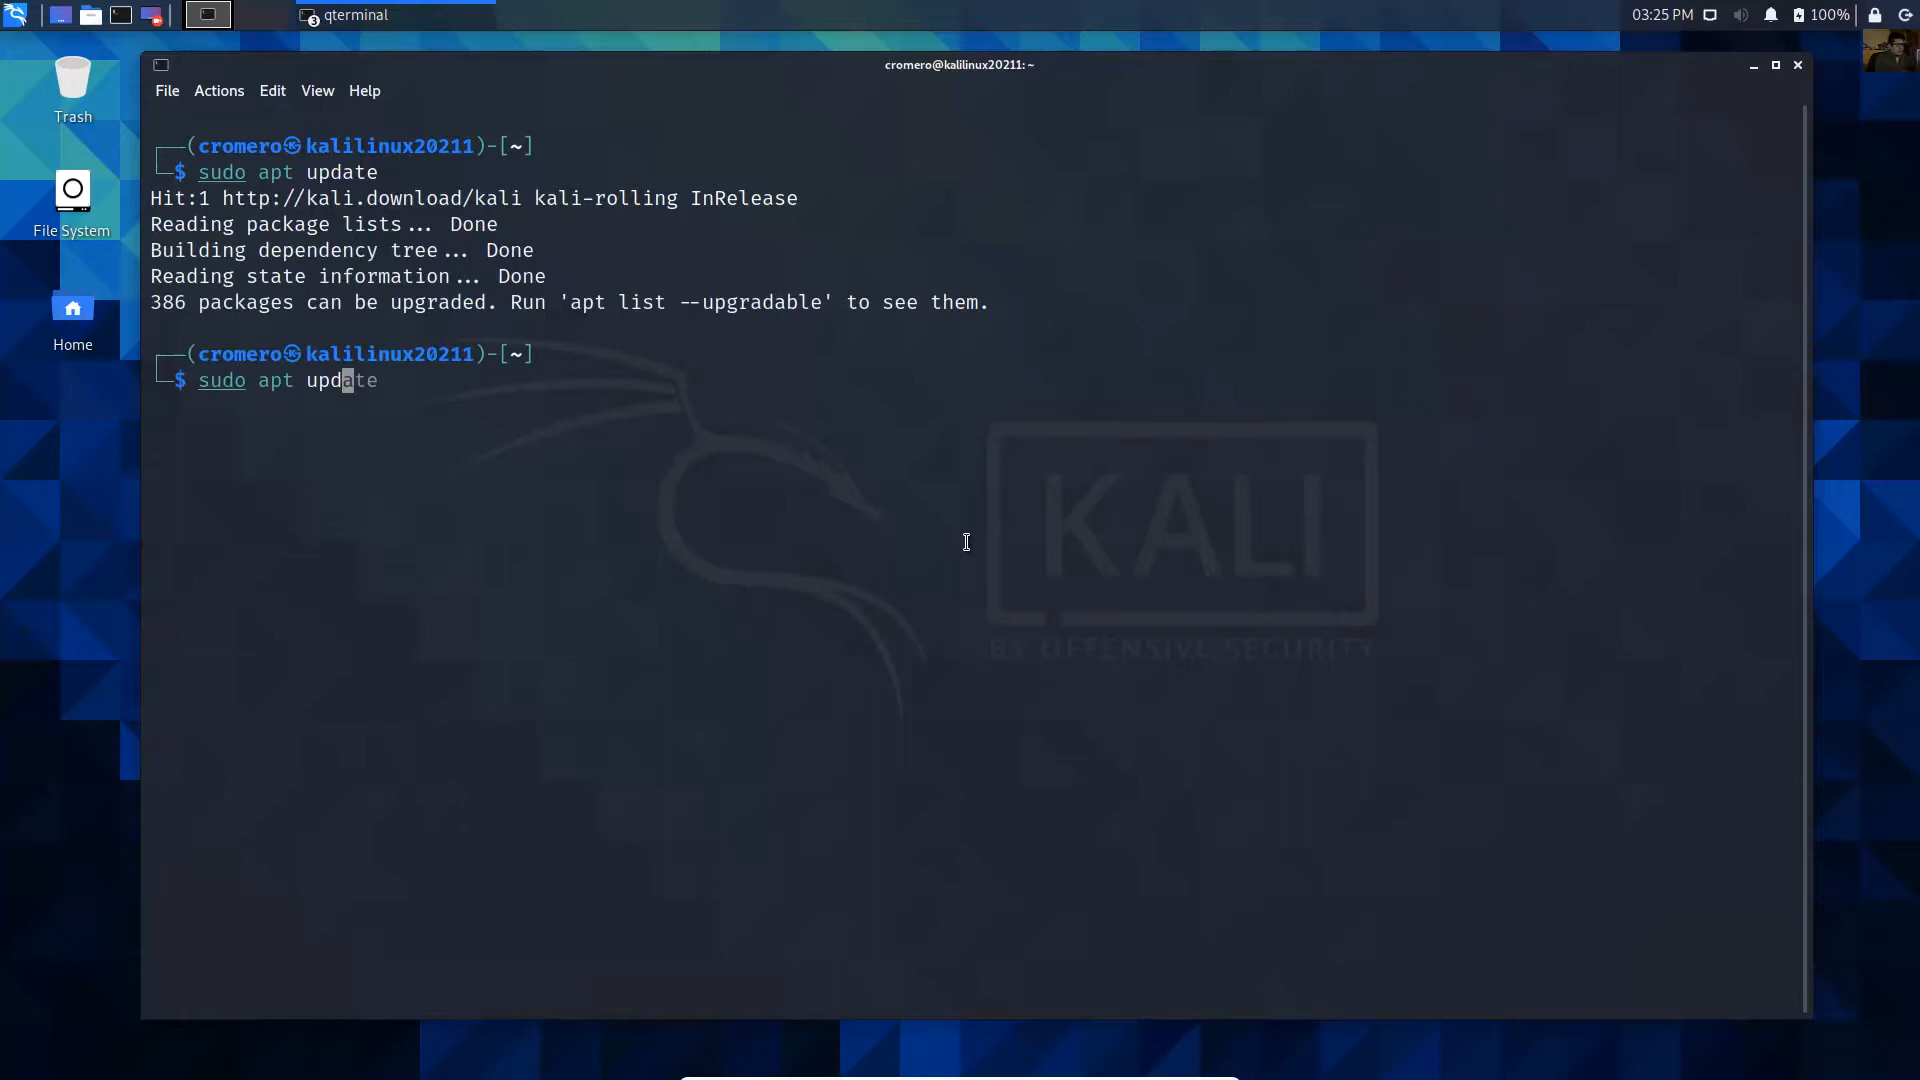 qterminal
3
03:25 PM
100%
cromero@kalilinux20211: ~
File Actions Edit View Help
Trash
File System
Home
┌──(cromero㉿kalilinux20211)-[~]
└─$ sudo apt update
Hit:1 http://kali.download/kali kali-rolling InRelease
Reading package lists... Done
Building dependency tree... Done
Reading state information... Done
386 packages can be upgraded. Run 'apt list --upgradable' to see them.
┌──(cromero㉿kalilinux20211)-[~]
└─$ sudo apt update
KALI
BY OFFENSIVE SECURITY